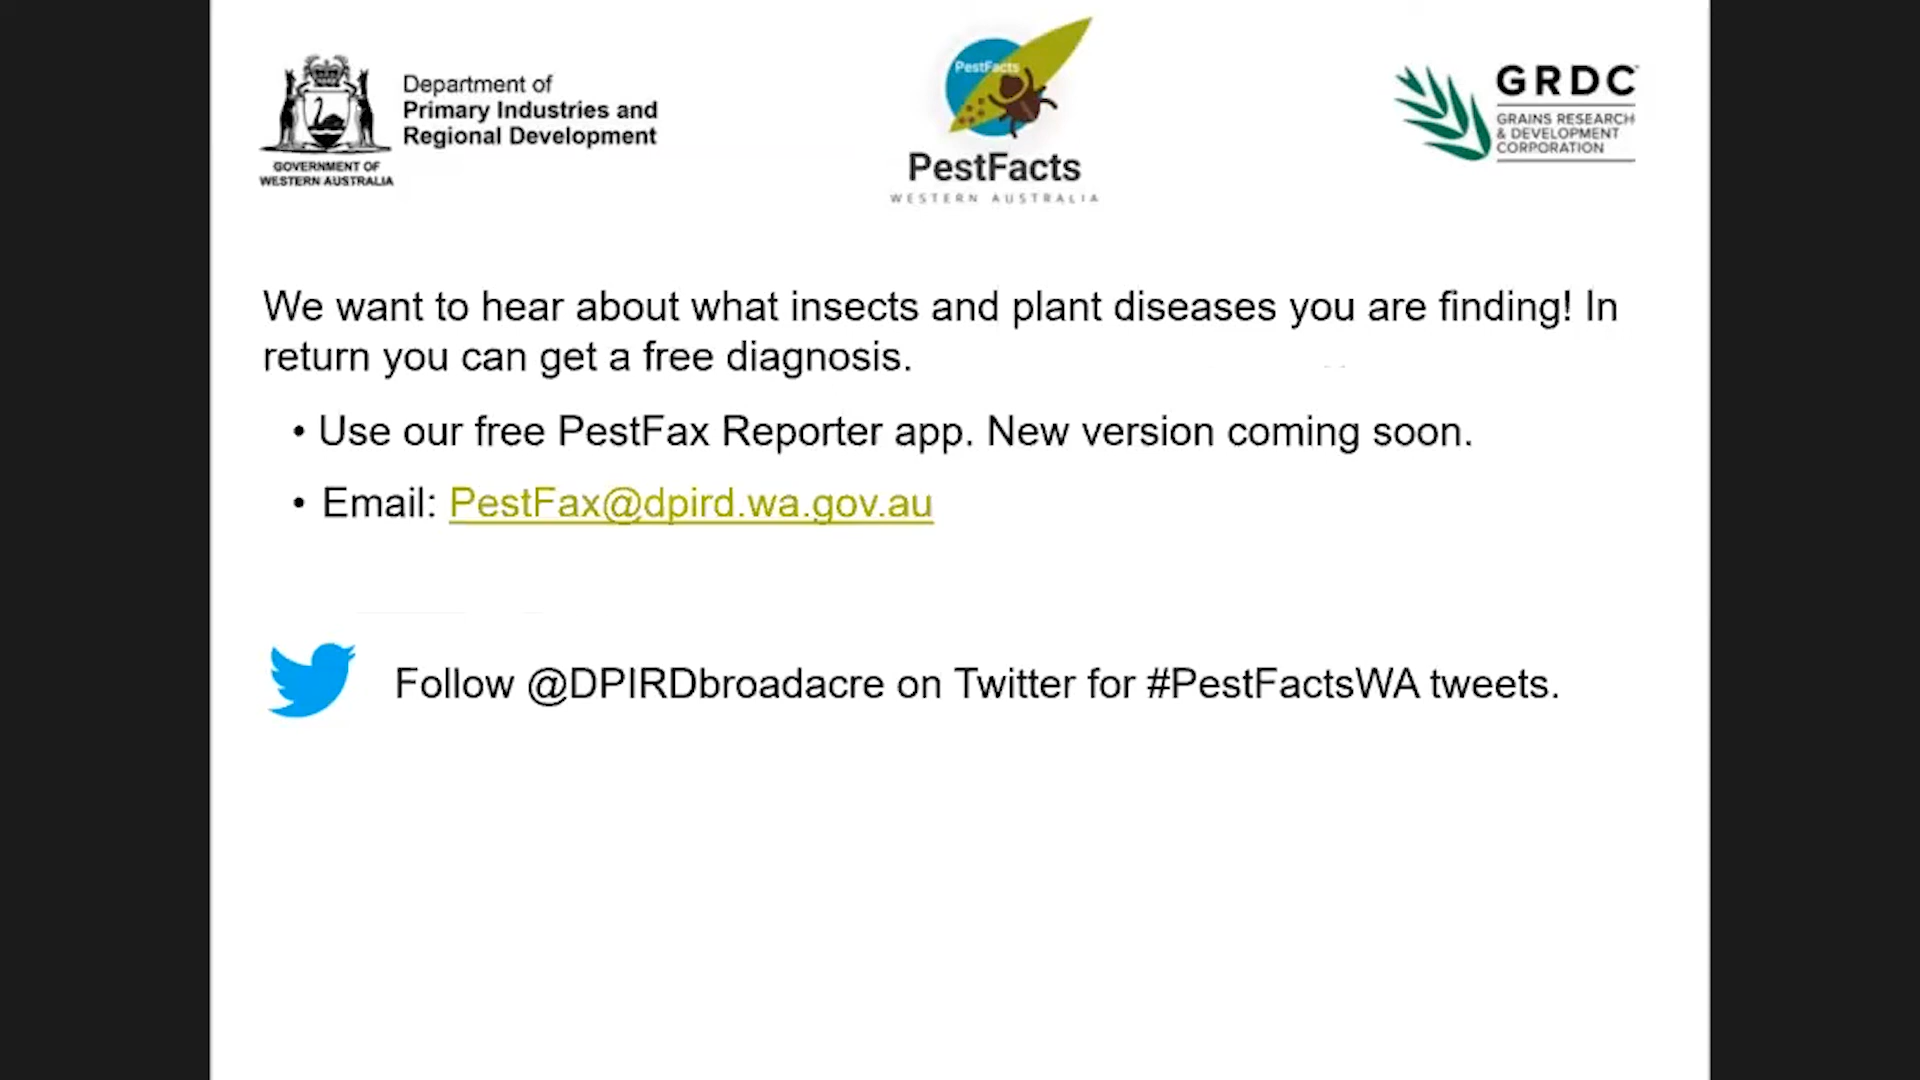 Department of
Primary Industries and
Regional Development
GOVERNMENT OF
WESTERN AUSTRALIA
PestFacts
PestFacts
WESTERN AUSTRALIA
GRDC
GRAINS RESEARCH
& DEVELOPMENT
CORPORATION
We want to hear about what insects and plant diseases you are finding! In
return you can get a free diagnosis.
• Use our free PestFax Reporter app. New version coming soon.
• Email: PestFax@dpird.wa.gov.au
Follow @DPIRDbroadacre on Twitter for #PestFactsWA tweets.